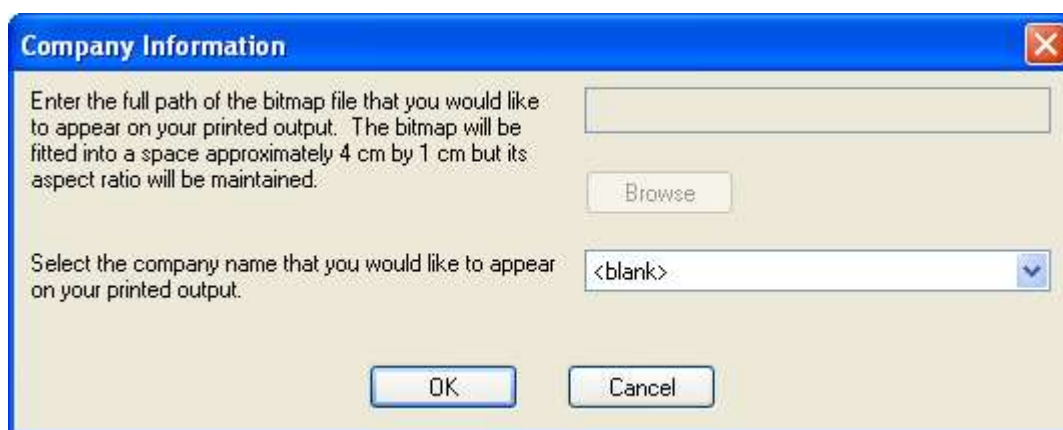 Company Information
Enter the full path of the bitmap file that you would like
to appear on your printed output.  The bitmap will be
fitted into a space approximately 4 cm by 1 cm but its
aspect ratio will be maintained.
Browse
Select the company name that you would like to appear
on your printed output.
<blank>
OK
Cancel